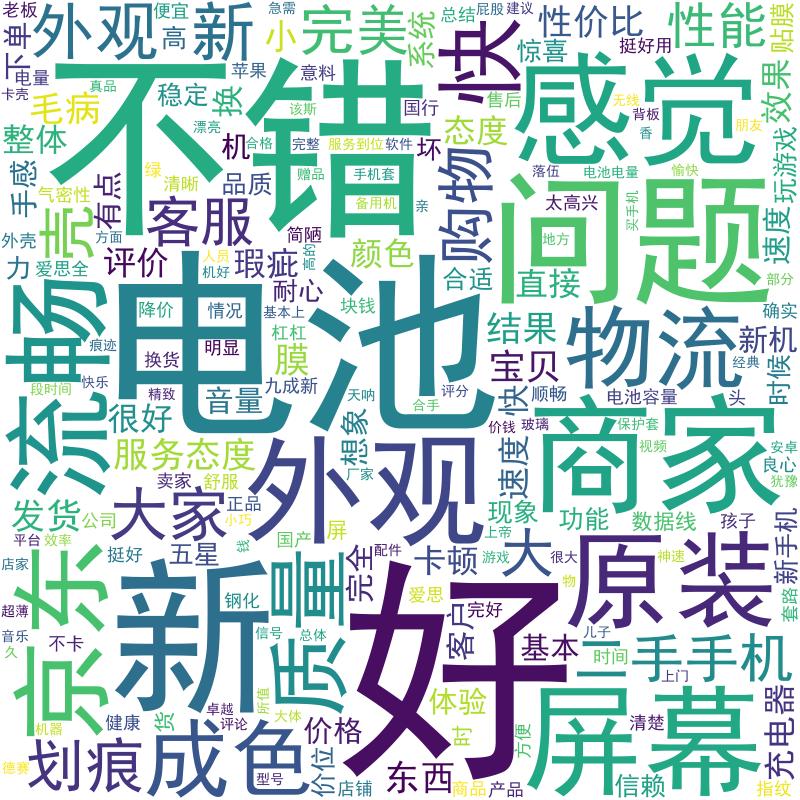 老板
便宜
急需
总结
屁股
建议
外观
新
高
小
完美
系统
快
性价比
性能
贴膜
下单
电量
卡壳
不错
惊喜
挺好用
感觉
效果
真品
苹果
意料
毛病
稳定
换
该斯
国行
售后
无线
背板
整体
漂亮
合格
完整
服务到位
软件
态度
坏
香
朋友
玩游戏
手感
有点
绿
清晰
机
品质
赠品
手机套
备用机
亲
购物
落伍
电池电量
愉快
太高兴
问题
买手机
速度
气密性
亮
客服
简陋
颜色
地方
外壳
方面
力
爱思全
评价
人员
机好
瑕疵
高的
耐心
合适
直接
部分
流畅
电池
降价
情况
基本上
块钱
结果
物流
确实
新机
痕迹
换货
明显
杠杠
膜
宝贝
经典
时候
段时间
快乐
精致
音量
九成新
天呐
合手
评分
快
顺畅
电池容量
头
很好
想象
价钱
玻璃
保护套
商家
服务态度
外观
厂家
速度
视频
安卓
良心
犹豫
卖家
舒服
发货
公司
大家
正品
小巧
现象
功能
数据线
孩子
平台
效率
五星
国产
屏
钱
上帝
店家
挺好
质量
完全
配件
卡顿
游戏
大
很大
神速
原装
新手机
套路
京东
新
钢化
爱思
物
超薄
音乐
久
不卡
信号
总体
好
客户
完好
基本
儿子
二手手机
时间
上门
所值
卓越
评论
大体
体验
屏幕
机器
健康
货
价格
时
方便
清楚
充电器
德赛
划痕
成色
型号
价位
店铺
东西
商品
产品
信赖
指纹